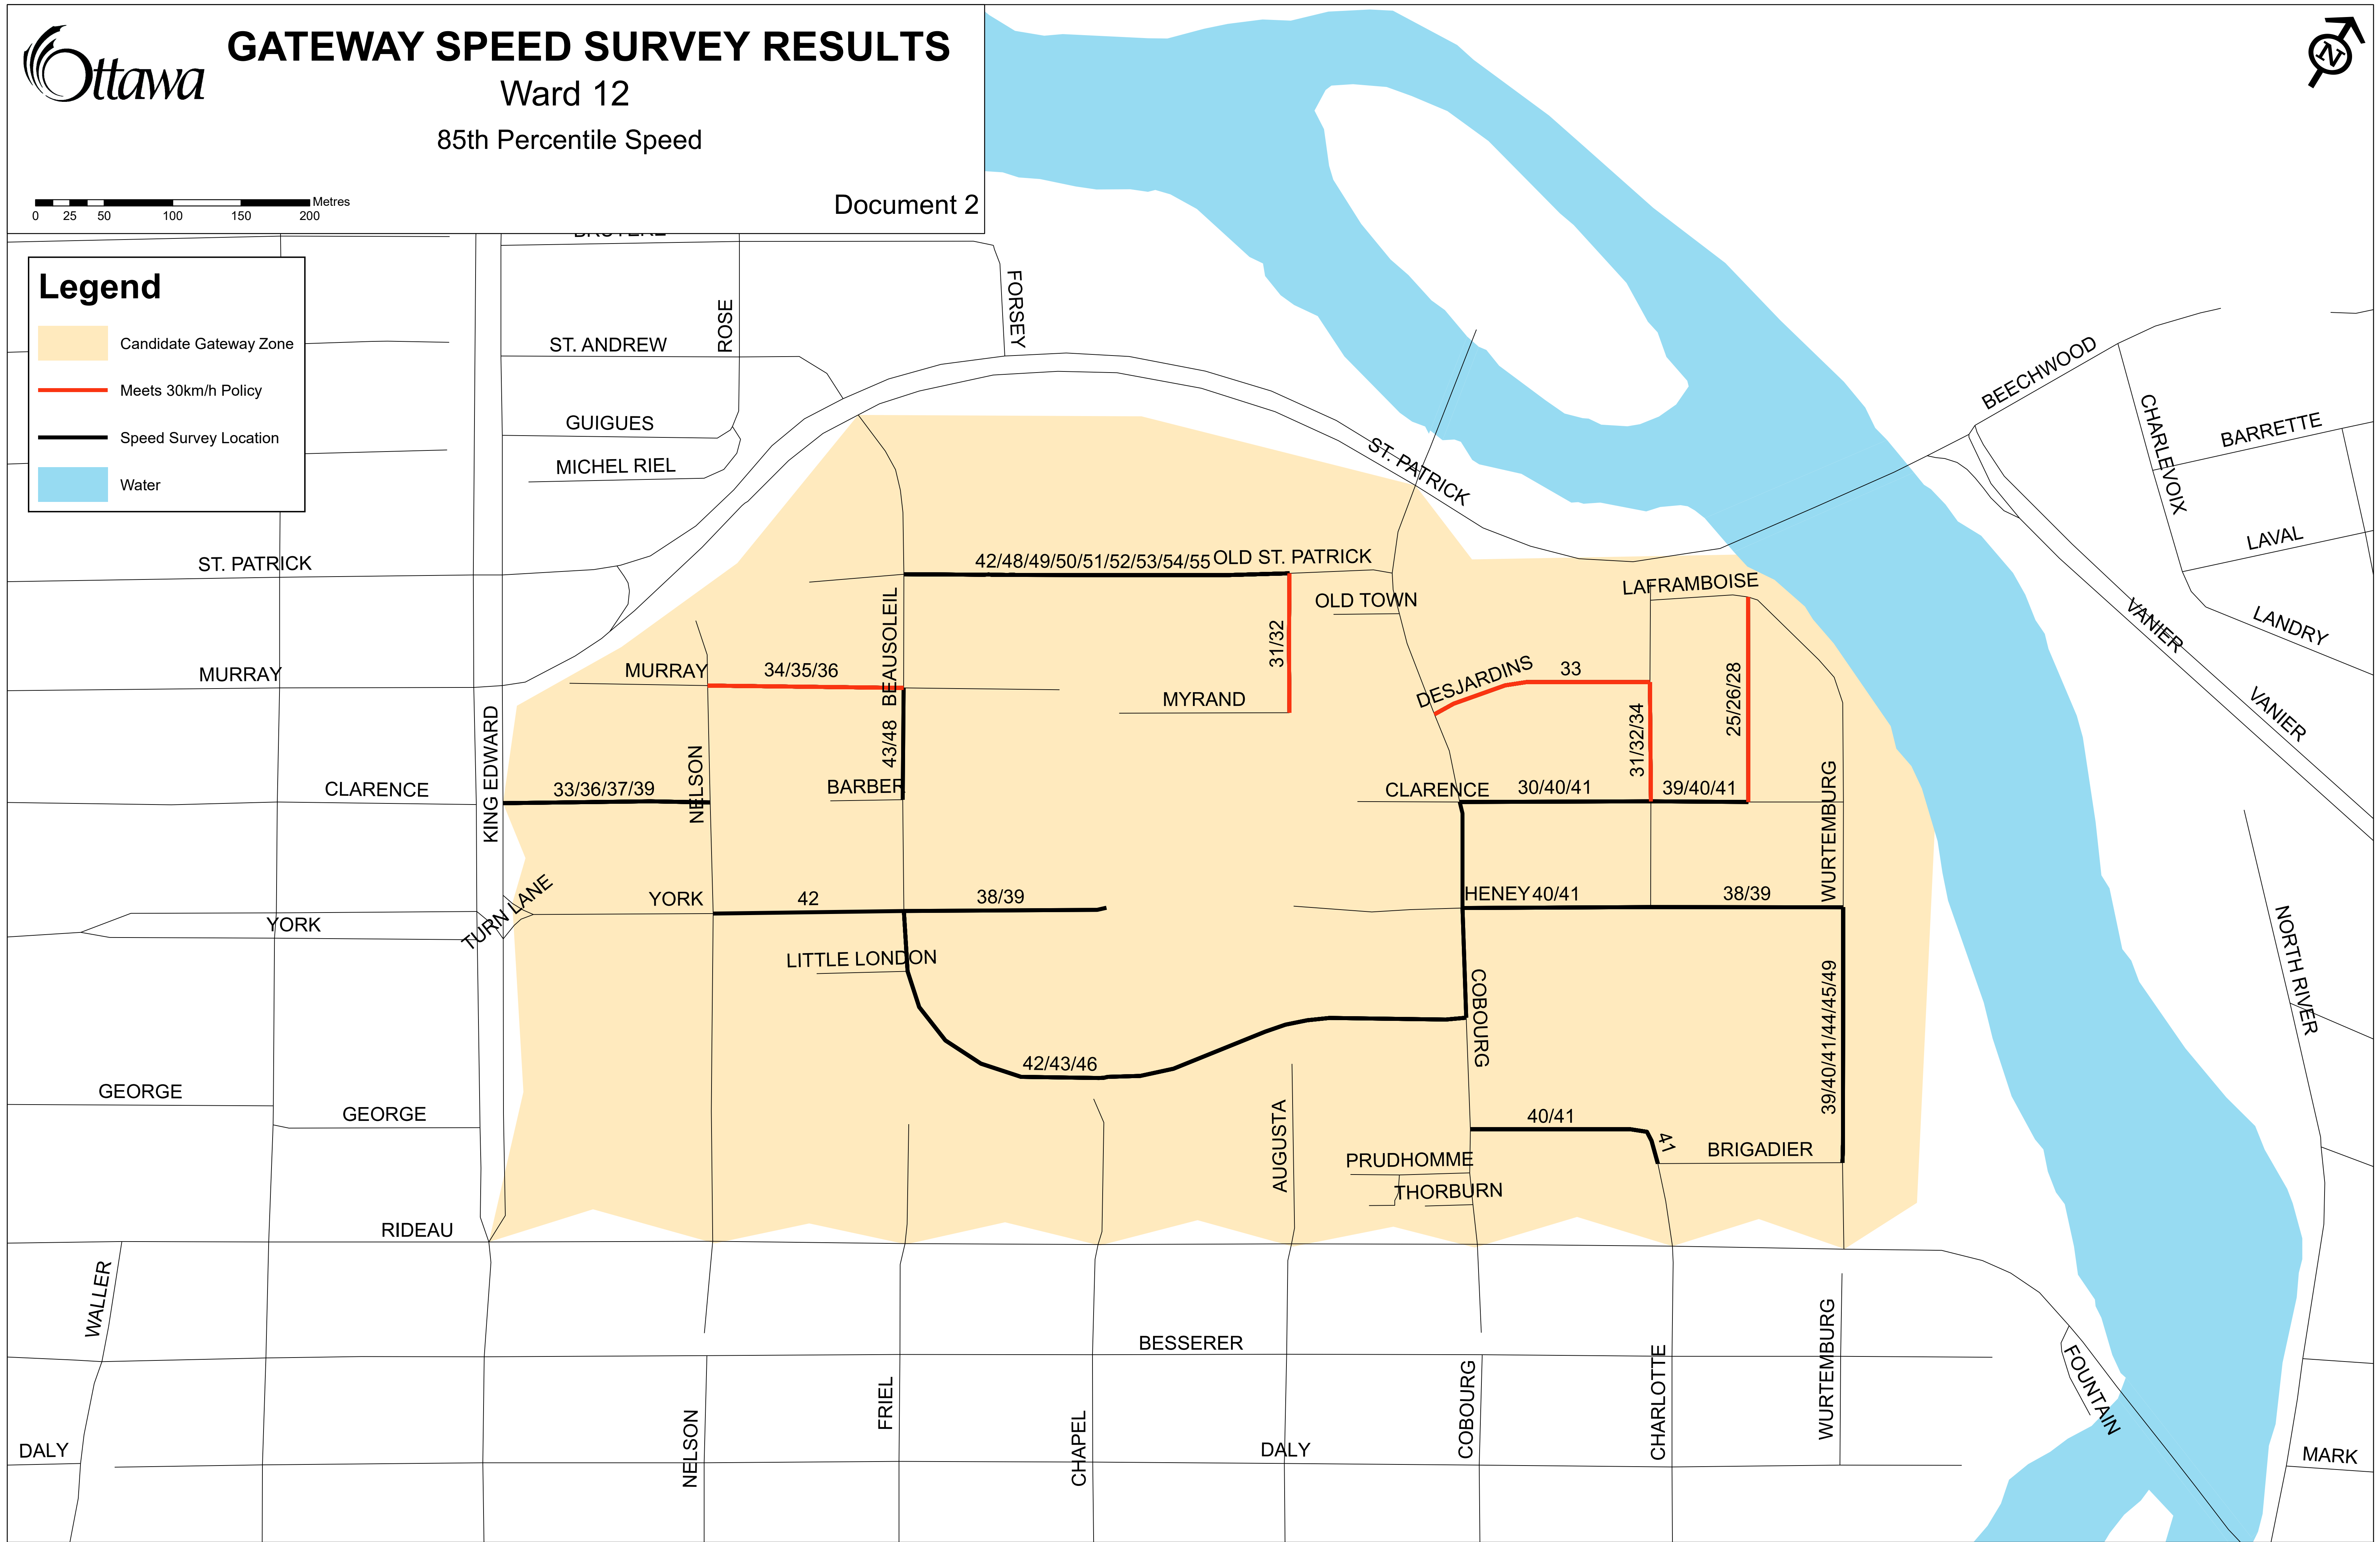 Ottawa
GATEWAY SPEED SURVEY RESULTS
Ward 12
85th Percentile Speed
Metres
0 25 50 100 150 200
Document 2
N
Legend
Candidate Gateway Zone
Meets 30km/h Policy
Speed Survey Location
Water
ROSE
FORSEY
ST. ANDREW
GUIGUES
MICHEL RIEL
BEECHWOOD
CHARLEVOIX
BARRETTE
LAVAL
LANDRY
VANIER
VANIER
ST. PATRICK
ST. PATRICK
42/48/49/50/51/52/53/54/55
OLD ST. PATRICK
OLD TOWN
LAFRAMBOISE
BEAUSOLEIL
31/32
MURRAY
MURRAY
34/35/36
MYRAND
DESJARDINS
33
31/32/34
25/26/28
43/48
KING EDWARD
NELSON
CLARENCE
33/36/37/39
BARBER
CLARENCE
30/40/41
39/40/41
WURTEMBURG
TURN LANE
YORK
YORK
42
38/39
HENEY
40/41
38/39
LITTLE LONDON
COBOURG
39/40/41/44/45/49
NORTH RIVER
42/43/46
GEORGE
GEORGE
AUGUSTA
40/41
41
BRIGADIER
PRUDHOMME
THORBURN
RIDEAU
WALLER
BESSERER
WURTEMBURG
FOUNTAIN
NELSON
FRIEL
CHAPEL
COBOURG
CHARLOTTE
DALY
DALY
MARK